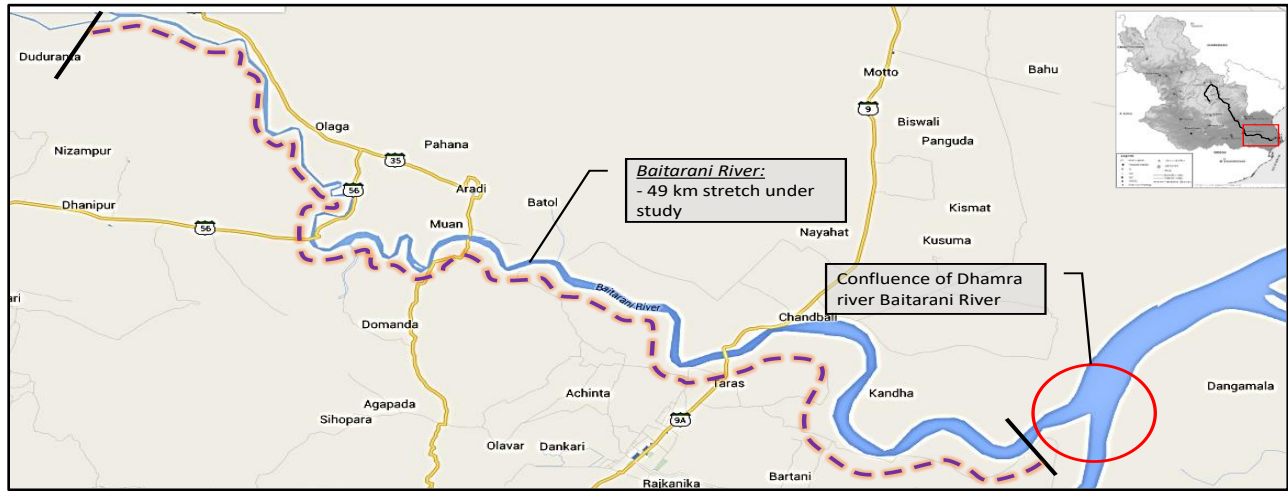 Duduranta
Nizampur
Dhanipur
56
Olaga
56
Pahana
35
Aradi
Muan
Domanda
Sihopara
Agapada
Baitarani River:
- 49 km stretch under
study
Batol
Baitarani River
Achinta
Olavar
Dankari
Rajkanika
9A
Taras
Bartani
Chandbali
Kandha
Nayahat
Motto
9
Biswali
Panguda
Bahu
Kismat
Kusuma
Confluence of Dhamra
river Baitarani River
Dangamala